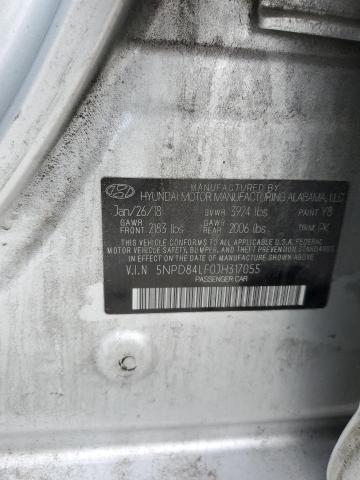 MANUFACTURED BY
HYUNDAI MOTOR MANUFACTURING ALABAMA, LLC
Jan/26/18 GVWR 3924 lbs PAINT Y8
GAWR FRONT 2183 lbs GAWR REAR 2006 lbs TRIM PK
THIS VEHICLE CONFORMS TO ALL APPLICABLE U.S.A. FEDERAL
MOTOR VEHICLE SAFETY, BUMPER, AND THEFT PREVENTION STANDARDS
IN EFFECT ON THE DATE OF MANUFACTURE SHOWN ABOVE.
V.I.N 5NPD84LF0JH317055
PASSENGER CAR